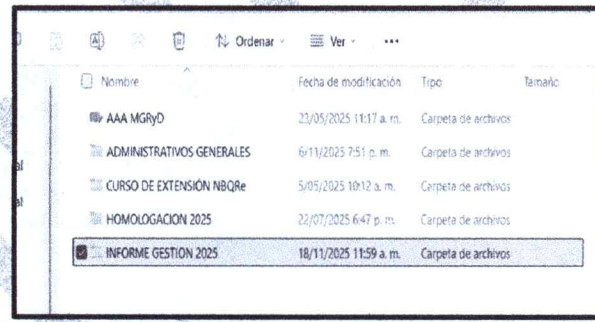 Ordenar Ver ...
Nombre Fecha de modificación Tipo Tamaño
AAA MGRyD 23/05/2025 11:17 a. m. Carpeta de archivos
ADMINISTRATIVOS GENERALES 6/11/2025 7:51 p. m. Carpeta de archivos
CURSO DE EXTENSIÓN NBQRe 5/05/2025 10:12 a. m. Carpeta de archivos
HOMOLOGACION 2025 22/07/2025 6:47 p. m. Carpeta de archivos
INFORME GESTION 2025 18/11/2025 11:59 a. m. Carpeta de archivos
al
al